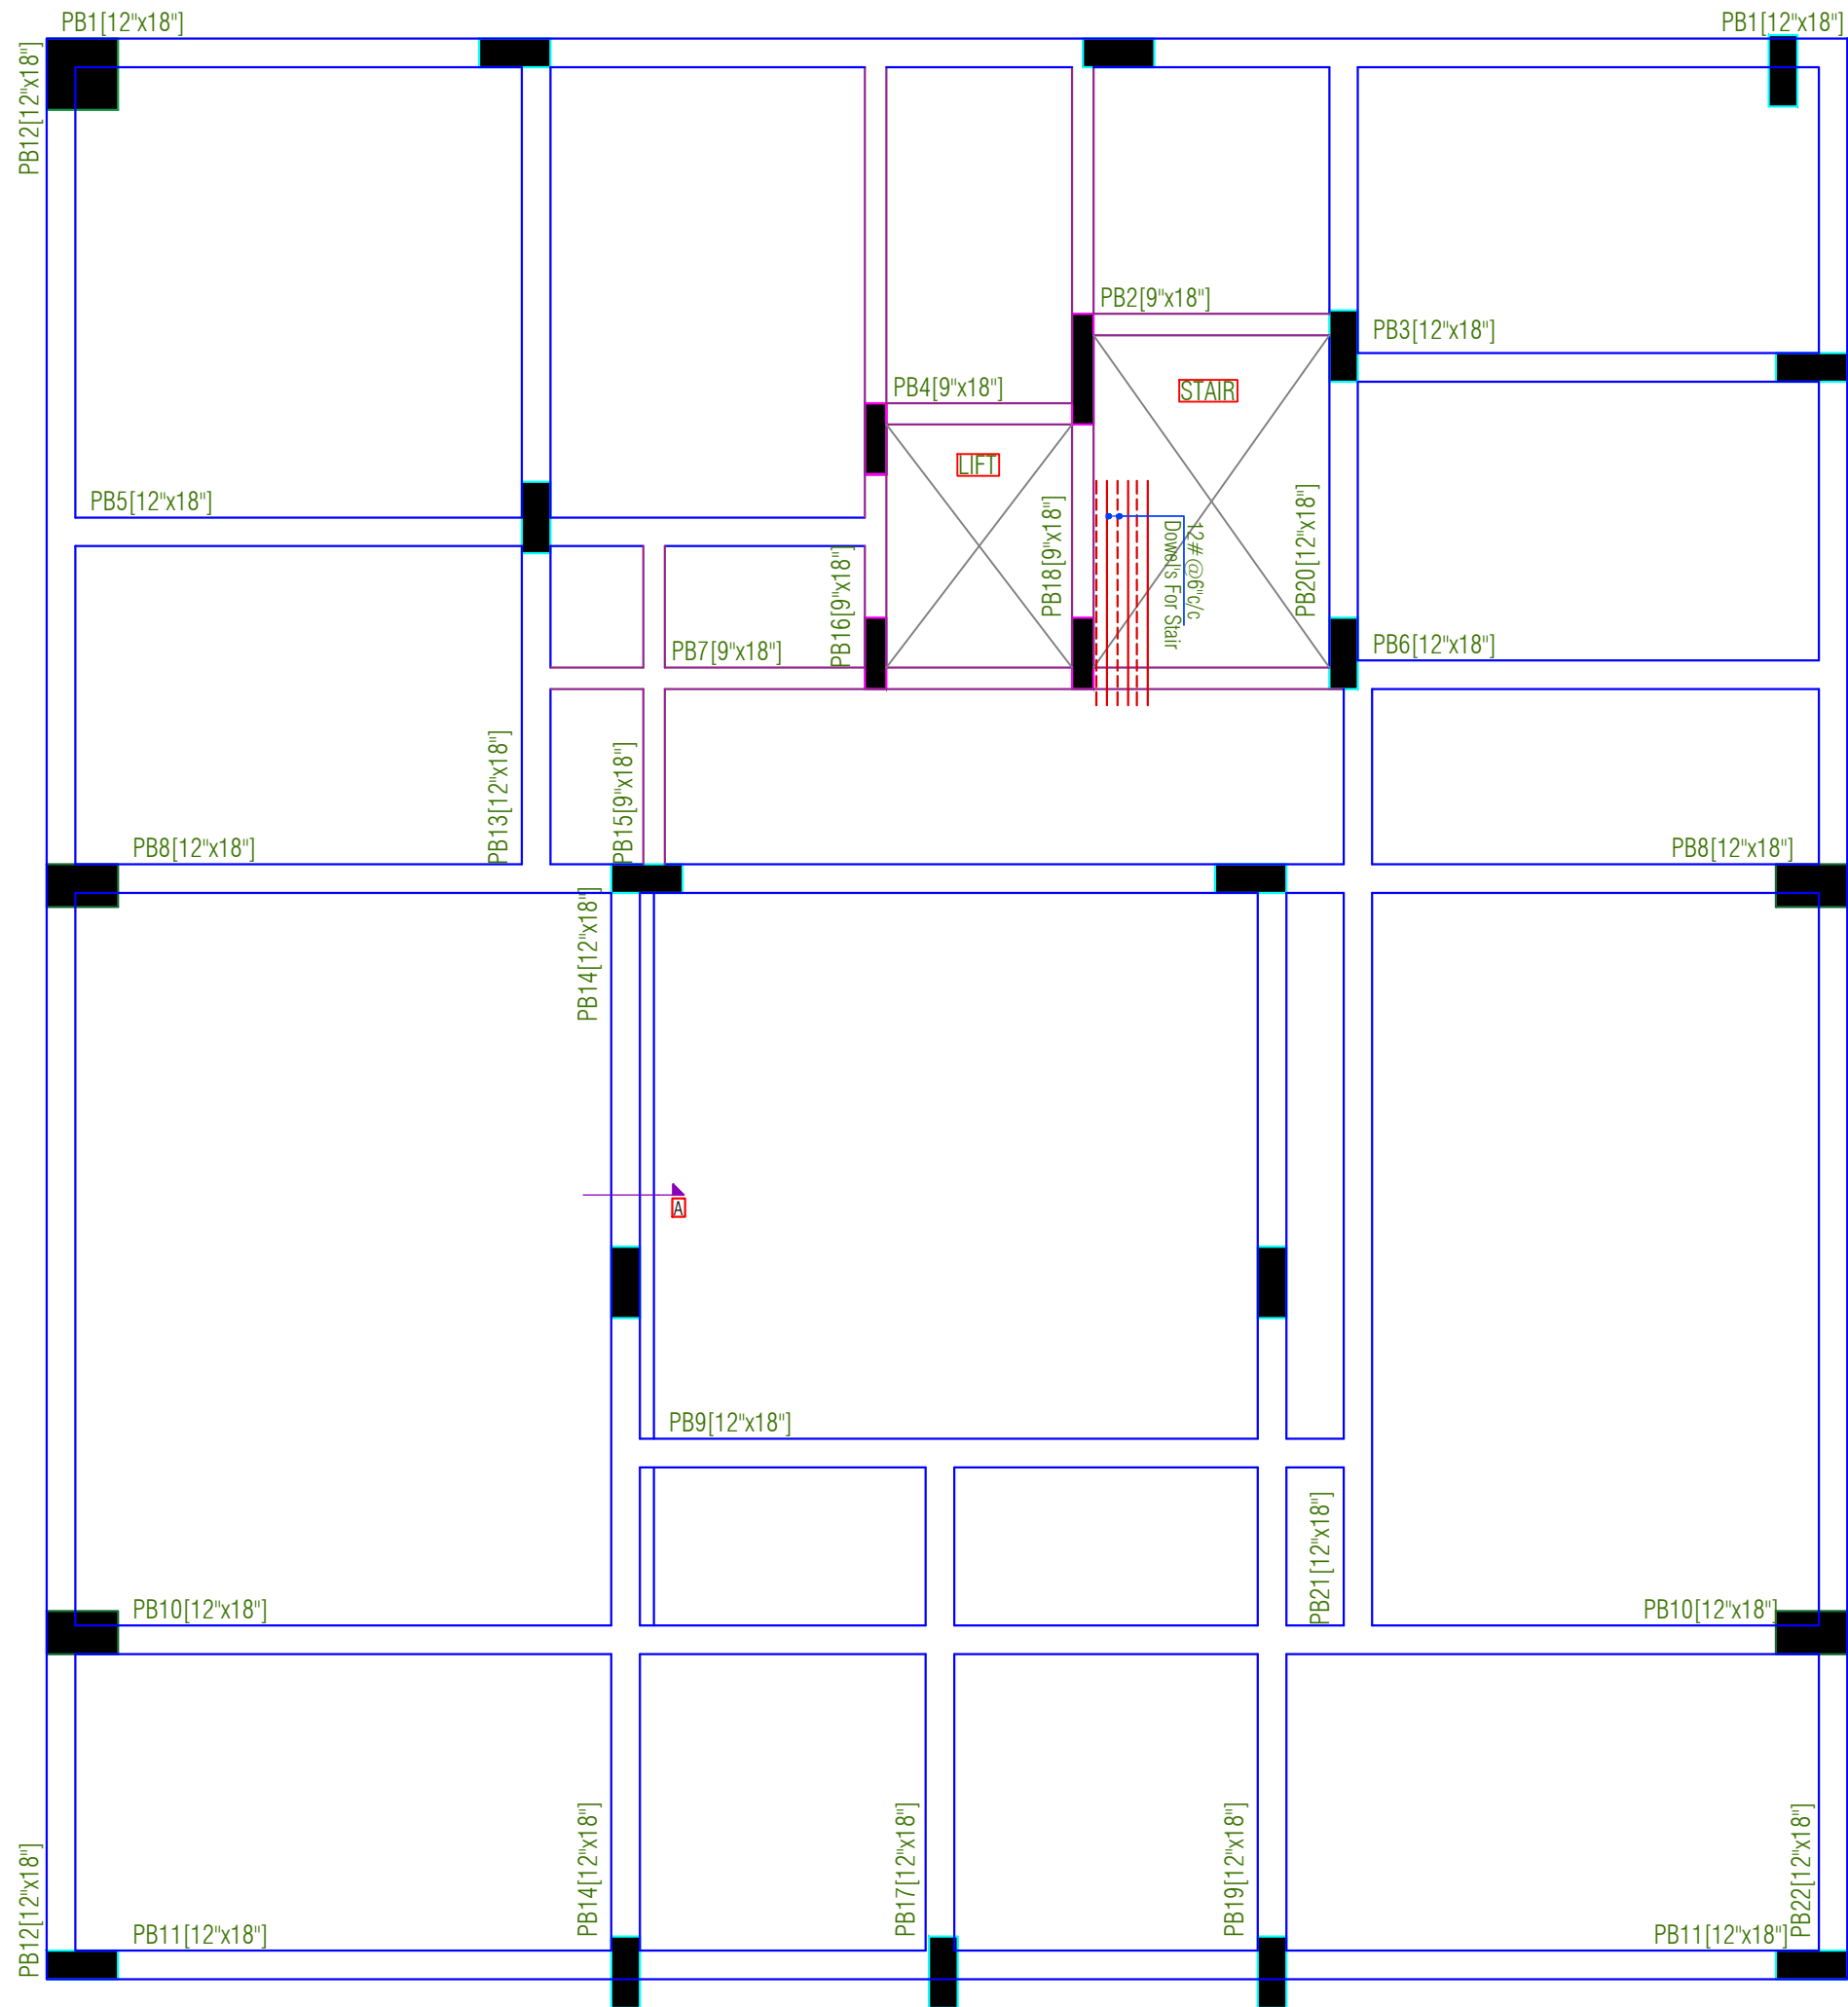 PB1[12"x18"]
PB1[12"x18"]
PB12[12"x18"]
PB2[9"x18"]
PB3[12"x18"]
STAIR
PB4[9"x18"]
LIFT
PB5[12"x18"]
PB18[9"x18"]
PB20[12"x18"]
12#@6"c/c
Dowel's For Stair
PB16[9"x18"]
PB7[9"x18"]
PB6[12"x18"]
PB13[12"x18"]
PB15[9"x18"]
PB8[12"x18"]
PB8[12"x18"]
PB14[12"x18"]
A
PB9[12"x18"]
PB21[12"x18"]
PB10[12"x18"]
PB10[12"x18"]
PB12[12"x18"]
PB14[12"x18"]
PB17[12"x18"]
PB19[12"x18"]
PB22[12"x18"]
PB11[12"x18"]
PB11[12"x18"]